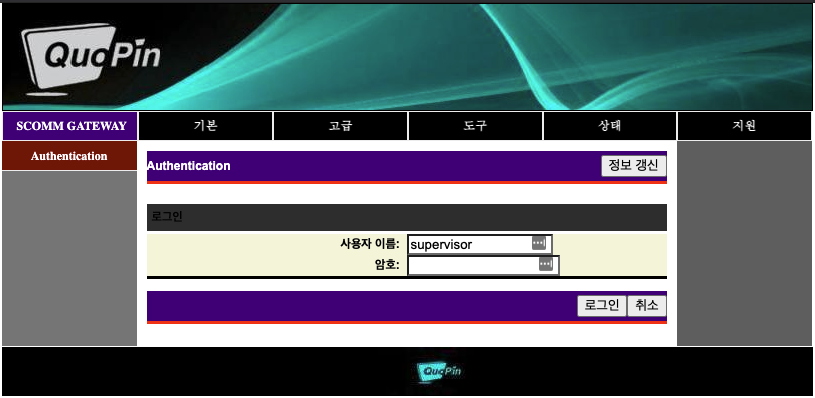 QuoPin
SCOMM GATEWAY 기본 고급 도구 상태 지원
Authentication
Authentication 정보 갱신
로그인
사용자 이름: supervisor
암호:
로그인 취소
QuoPin